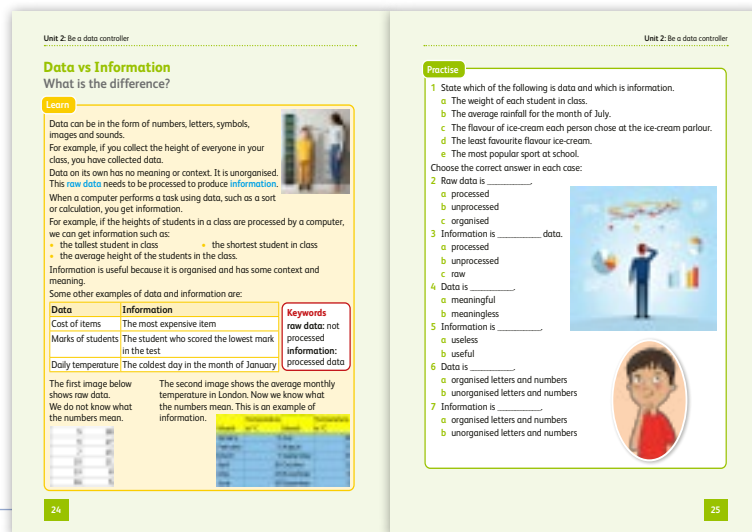 Unit 2: Be a data controller
Data vs Information
What is the difference?
Learn
Data can be in the form of numbers, letters, symbols,
images and sounds.
For example, if you collect the height of everyone in your
class, you have collected data.
Data on its own has no meaning or context. It is unorganised.
This raw data needs to be processed to produce information.
When a computer performs a task using data, such as a sort
or calculation, you get information.
For example, if the heights of students in a class are processed by a computer,
we can get information such as:
• the tallest student in class • the shortest student in class
• the average height of the students in the class.
Information is useful because it is organised and has some context and
meaning.
Some other examples of data and information are:
Data Information
Cost of items The most expensive item
Marks of students The student who scored the lowest mark
in the test
Daily temperature The coldest day in the month of January
Keywords
raw data: not
processed
information:
processed data
The first image below
shows raw data.
We do not know what
the numbers mean.
The second image shows the average monthly
temperature in London. Now we know what
the numbers mean. This is an example of
information.
24
Unit 2: Be a data controller
Practise
1 State which of the following is data and which is information.
a The weight of each student in class.
b The average rainfall for the month of July.
c The flavour of ice-cream each person chose at the ice-cream parlour.
d The least favourite flavour ice-cream.
e The most popular sport at school.
Choose the correct answer in each case:
2 Raw data is __________.
a processed
b unprocessed
c organised
3 Information is __________ data.
a processed
b unprocessed
c raw
4 Data is __________.
a meaningful
b meaningless
5 Information is __________.
a useless
b useful
6 Data is __________.
a organised letters and numbers
b unorganised letters and numbers
7 Information is __________.
a organised letters and numbers
b unorganised letters and numbers
25